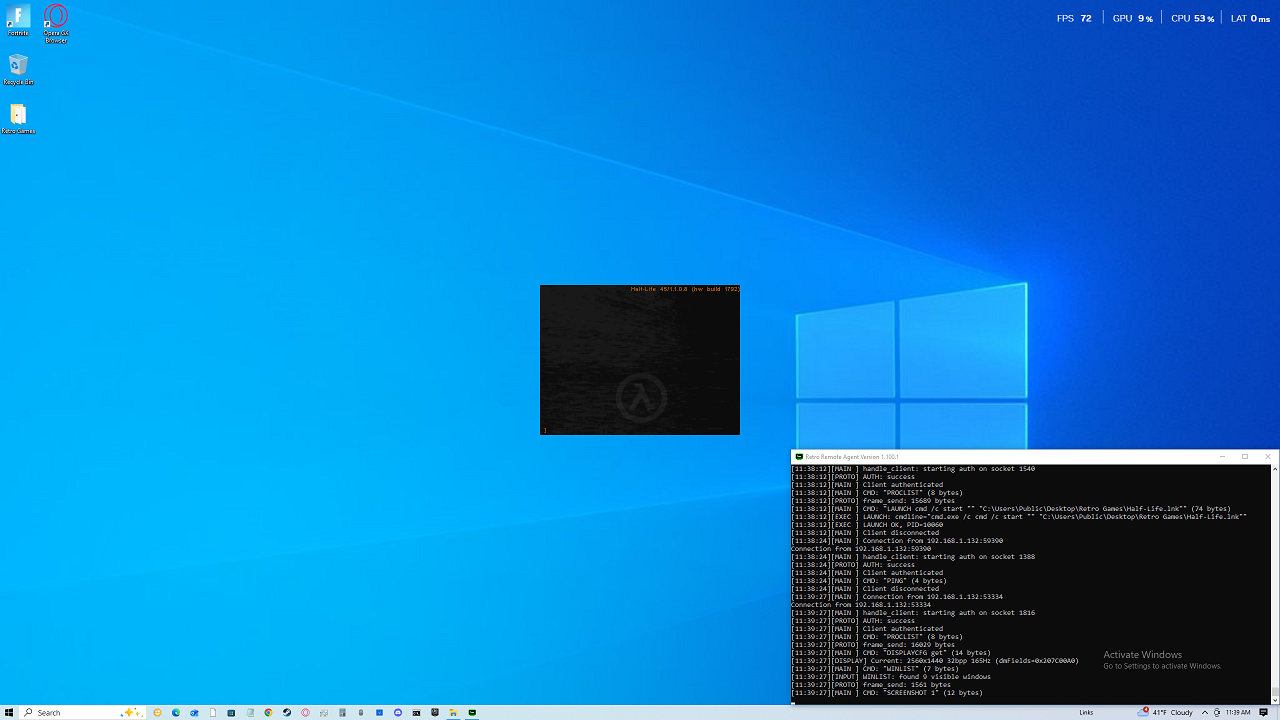 FPS 72 GPU 9 % CPU 53 % LAT 0 ms
Fortnite
Opera GX
Browser
Recycle Bin
Retro Games
Half-Life 45/1.1.0.8 (hw build 1792)
]
Retro Remote Agent Version 1.100.1
[11:38:12][MAIN ] handle_client: starting auth on socket 1540
[11:38:12][PROTO] AUTH: success
[11:38:12][MAIN ] Client authenticated
[11:38:12][MAIN ] CMD: "PROCLIST" (8 bytes)
[11:38:12][PROTO] frame_send: 15689 bytes
[11:38:12][MAIN ] CMD: "LAUNCH cmd /c start "" "C:\Users\Public\Desktop\Retro Games\Half-Life.lnk"" (74 bytes)
[11:38:12][EXEC ] LAUNCH: cmdline="cmd.exe /c cmd /c start "" "C:\Users\Public\Desktop\Retro Games\Half-Life.lnk""
[11:38:12][EXEC ] LAUNCH OK, PID=10060
[11:38:12][MAIN ] Client disconnected
[11:38:24][MAIN ] Connection from 192.168.1.132:59390
Connection from 192.168.1.132:59390
[11:38:24][MAIN ] handle_client: starting auth on socket 1388
[11:38:24][PROTO] AUTH: success
[11:38:24][MAIN ] Client authenticated
[11:38:24][MAIN ] CMD: "PING" (4 bytes)
[11:38:24][MAIN ] Client disconnected
[11:39:27][MAIN ] Connection from 192.168.1.132:53334
Connection from 192.168.1.132:53334
[11:39:27][MAIN ] handle_client: starting auth on socket 1816
[11:39:27][PROTO] AUTH: success
[11:39:27][MAIN ] Client authenticated
[11:39:27][MAIN ] CMD: "PROCLIST" (8 bytes)
[11:39:27][PROTO] frame_send: 16029 bytes
[11:39:27][MAIN ] CMD: "DISPLAYCFG get" (14 bytes)
[11:39:27][DISPLAY] Current: 2560x1440 32bpp 165Hz (dmFields=0x207C00A0)
[11:39:27][MAIN ] CMD: "WINLIST" (7 bytes)
[11:39:27][INPUT] WINLIST: found 9 visible windows
[11:39:27][PROTO] frame_send: 1561 bytes
[11:39:27][MAIN ] CMD: "SCREENSHOT 1" (12 bytes)
Activate Windows
Go to Settings to activate Windows.
Search
Links
41°F Cloudy
11:39 AM